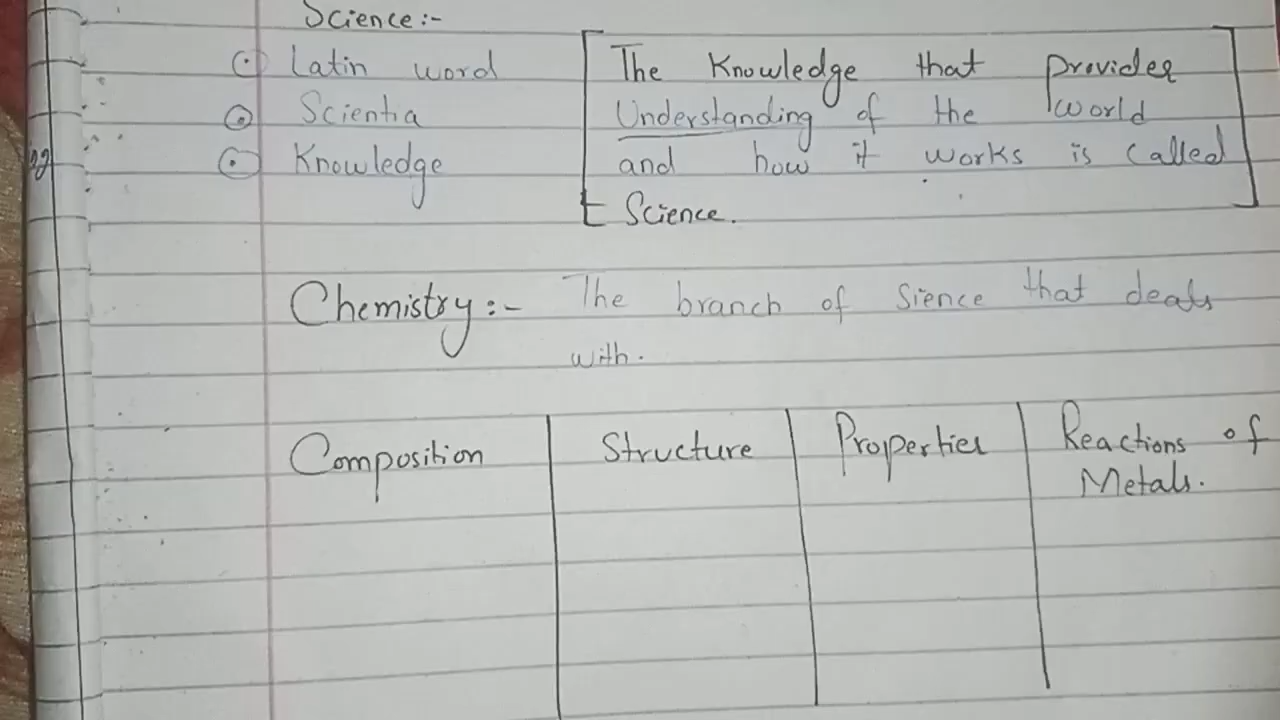 Science:-
Latin word
Scientia
Knowledge
The Knowledge that provides
Understanding of the world
and how it works is called
Science.
Chemistry:- The branch of Sience that deals
with.
Composition Structure Properties Reactions of
Metals.